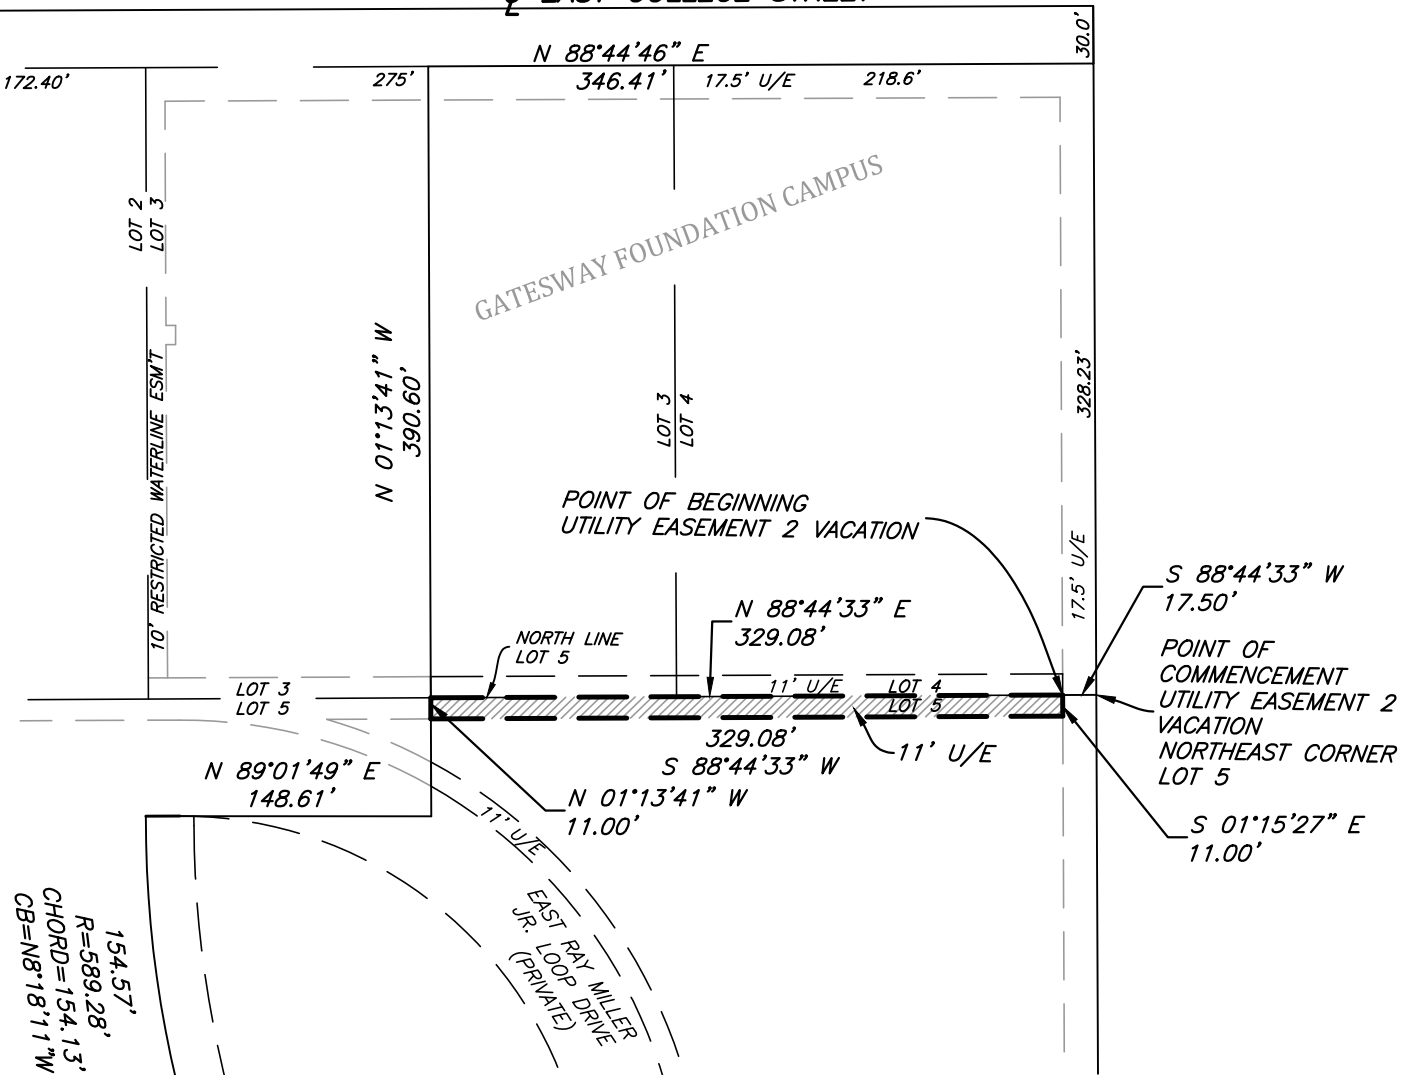 N 88°44'46" E
30.0'
172.40'
275'
346.41'
17.5' U/E
218.6'
GATESWAY FOUNDATION CAMPUS
LOT 2
LOT 3
N 01°13'41" W
390.60'
328.23'
10' RESTRICTED WATERLINE ESM'T
LOT 3
LOT 4
POINT OF BEGINNING
UTILITY EASEMENT 2 VACATION
17.5' U/E
S 88°44'33" W
17.50'
N 88°44'33" E
329.08'
NORTH LINE
LOT 5
POINT OF
COMMENCEMENT
UTILITY EASEMENT 2
VACATION
NORTHEAST CORNER
LOT 5
LOT 3
LOT 5
11' U/E
LOT 4
LOT 5
329.08'
S 88°44'33" W
11' U/E
N 89°01'49" E
148.61'
N 01°13'41" W
11.00'
S 01°15'27" E
11.00'
11' U/E
EAST RAY MILLER
JR. LOOP DRIVE
(PRIVATE)
154.57'
R=589.28'
CHORD=154.13'
CB=N8°18'11"W